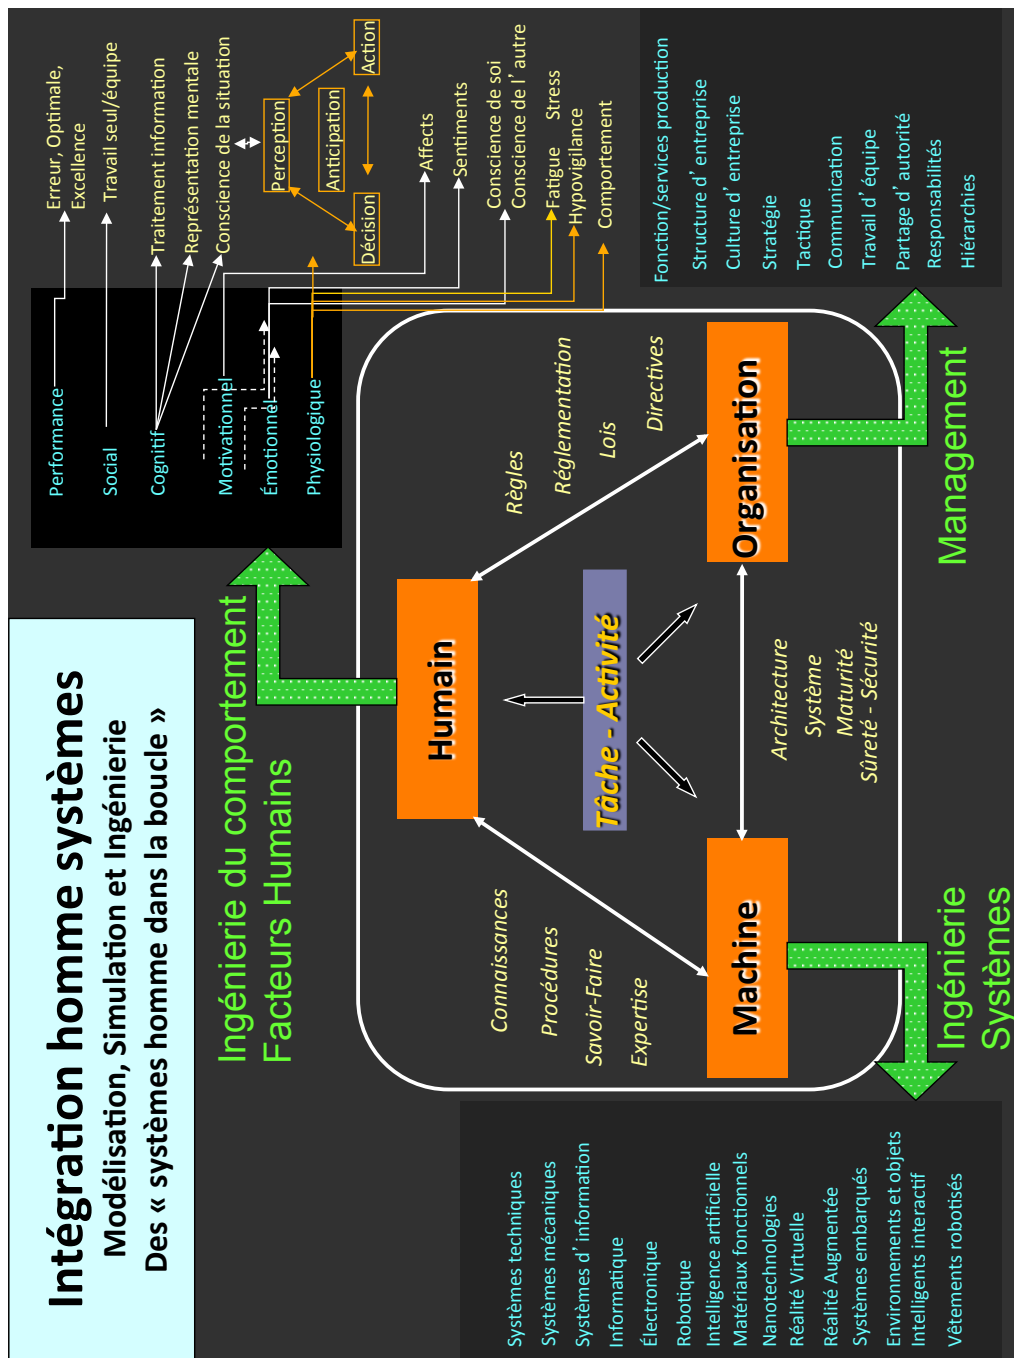 Intégration homme systèmes
Modélisation, Simulation et Ingénierie
Des « systèmes homme dans la boucle »
Ingénierie du comportement
Facteurs Humains
Performance
Social
Cognitif
Motivationnel
Émotionnel
Physiologique
Erreur, Optimale,
Excellence
Travail seul/équipe
Traitement information
Représentation mentale
Conscience de la situation
Perception
Anticipation
Décision
Action
Affects
Sentiments
Conscience de soi
Conscience de l’ autre
Fatigue Stress
Hypovigilance
Comportement
Humain
Tâche - Activité
Machine
Organisation
Connaissances
Procédures
Savoir-Faire
Expertise
Règles
Réglementation
Lois
Directives
Architecture
Système
Maturité
Sûreté - Sécurité
Ingénierie
Systèmes
Management
Systèmes techniques
Systèmes mécaniques
Systèmes d’ information
Informatique
Électronique
Robotique
Intelligence artificielle
Matériaux fonctionnels
Nanotechnologies
Réalité Virtuelle
Réalité Augmentée
Systèmes embarqués
Environnements et objets
Intelligents interactif
Vêtements robotisés
Fonction/services production
Structure d’ entreprise
Culture d’ entreprise
Stratégie
Tactique
Communication
Travail d’ équipe
Partage d’ autorité
Responsabilités
Hiérarchies